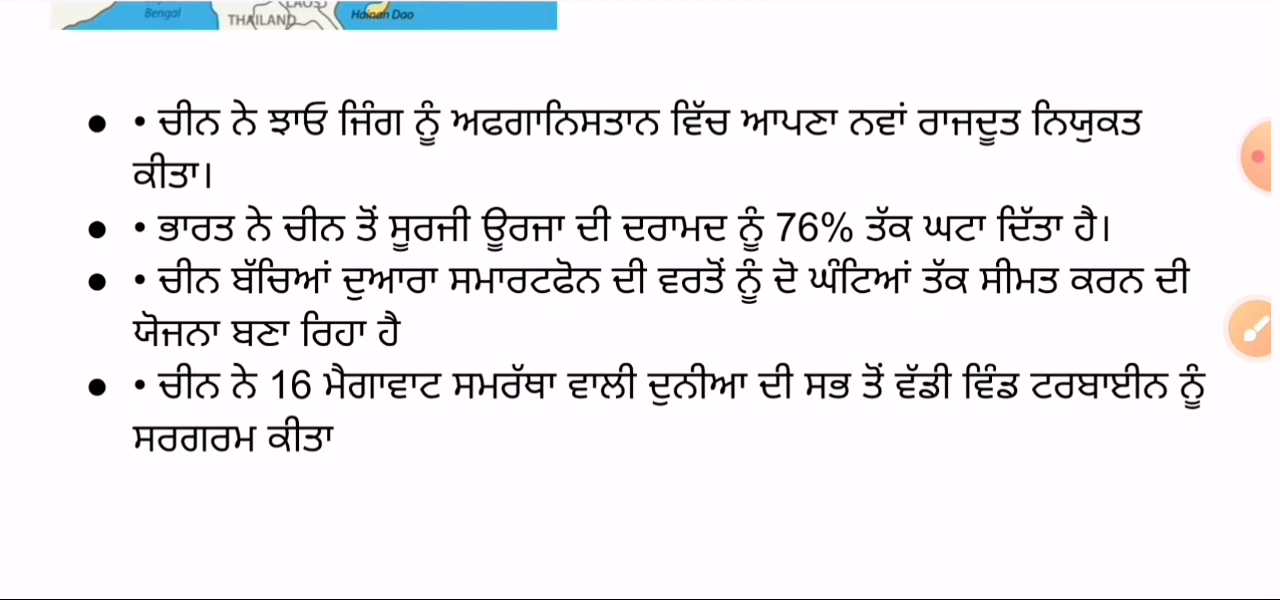 Bengal
THAILAND
LAOS
Hainan Dao
● • ਚੀਨ ਨੇ ਝਾਓ ਜਿੰਗ ਨੂੰ ਅਫਗਾਨਿਸਤਾਨ ਵਿੱਚ ਆਪਣਾ ਨਵਾਂ ਰਾਜਦੂਤ ਨਿਯੁਕਤ
ਕੀਤਾ।
● • ਭਾਰਤ ਨੇ ਚੀਨ ਤੋਂ ਸੂਰਜੀ ਊਰਜਾ ਦੀ ਦਰਾਮਦ ਨੂੰ 76% ਤੱਕ ਘਟਾ ਦਿੱਤਾ ਹੈ।
● • ਚੀਨ ਬੱਚਿਆਂ ਦੁਆਰਾ ਸਮਾਰਟਫੋਨ ਦੀ ਵਰਤੋਂ ਨੂੰ ਦੋ ਘੰਟਿਆਂ ਤੱਕ ਸੀਮਤ ਕਰਨ ਦੀ
ਯੋਜਨਾ ਬਣਾ ਰਿਹਾ ਹੈ
● • ਚੀਨ ਨੇ 16 ਮੈਗਾਵਾਟ ਸਮਰੱਥਾ ਵਾਲੀ ਦੁਨੀਆ ਦੀ ਸਭ ਤੋਂ ਵੱਡੀ ਵਿੰਡ ਟਰਬਾਈਨ ਨੂੰ
ਸਰਗਰਮ ਕੀਤਾ